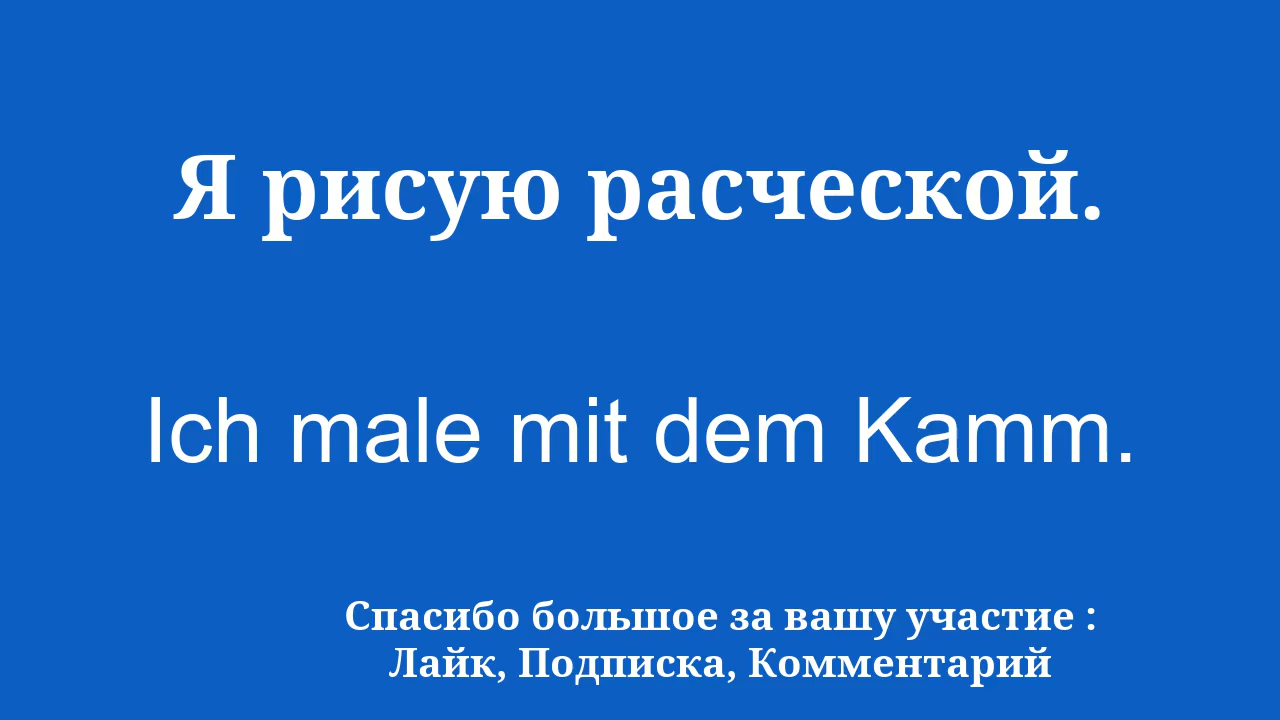 Я рисую расческой.
Ich male mit dem Kamm.
Спасибо большое за вашу участие :
Лайк, Подписка, Комментарий